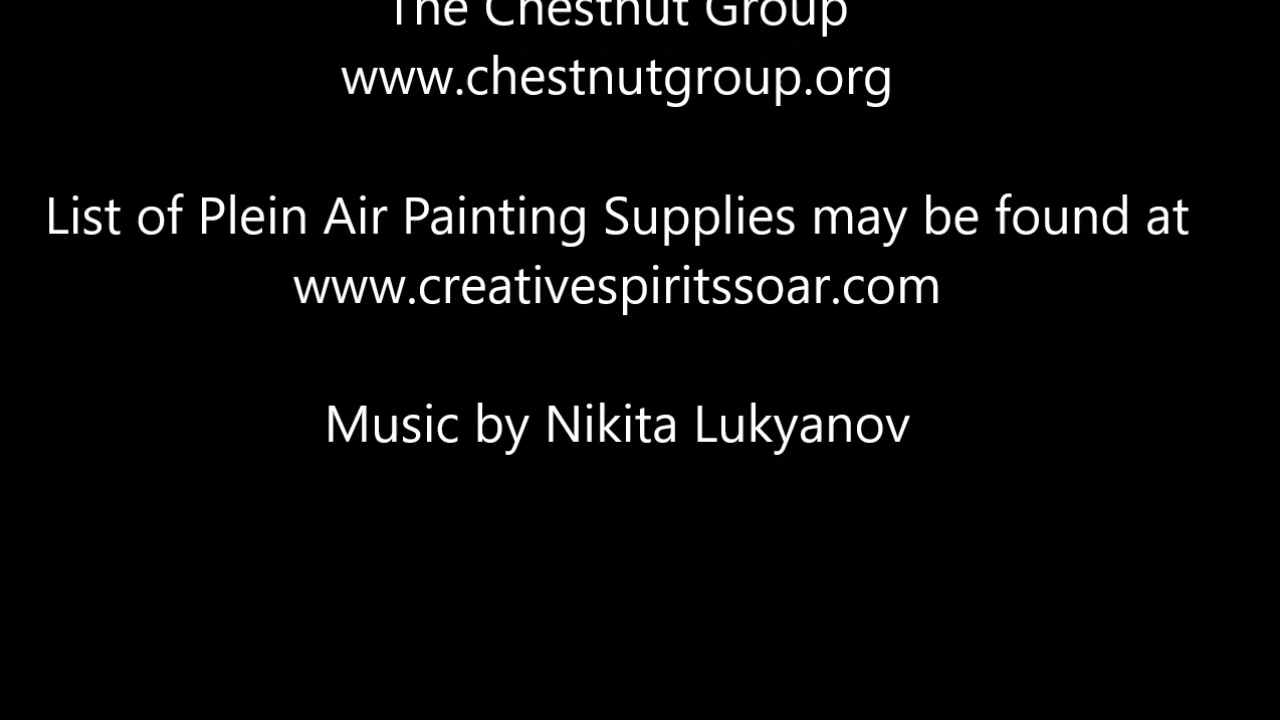 The Chestnut Group
www.chestnutgroup.org
List of Plein Air Painting Supplies may be found at
www.creativespiritssoar.com
Music by Nikita Lukyanov